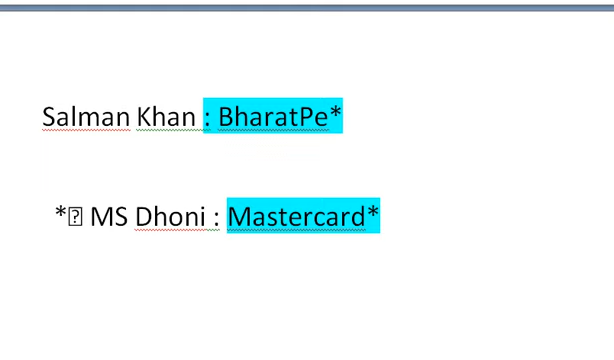 Salman Khan : BharatPe*
*⍰ MS Dhoni : Mastercard*